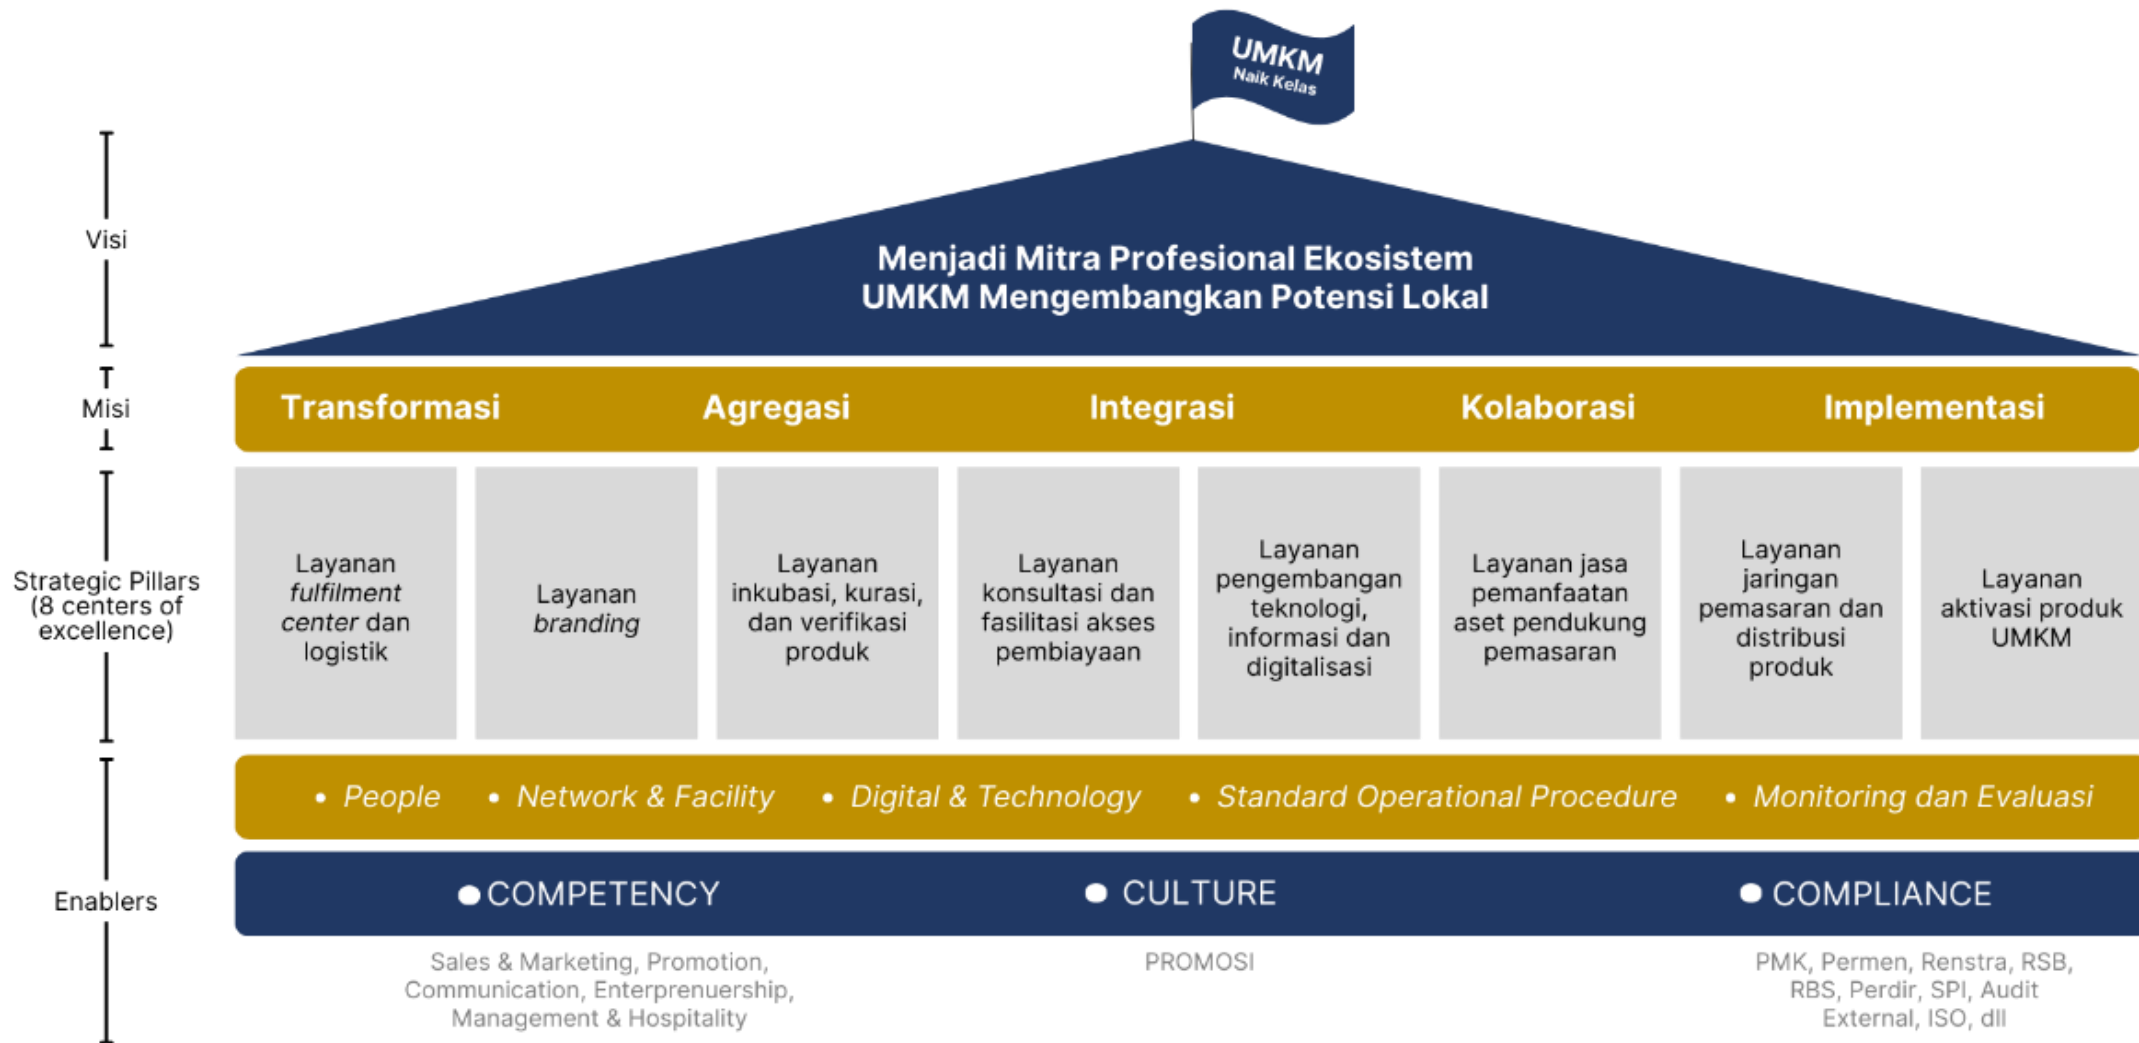 UMKM
Naik Kelas
Visi
Menjadi Mitra Profesional Ekosistem
UMKM Mengembangkan Potensi Lokal
Misi
Transformasi Agregasi Integrasi Kolaborasi Implementasi
Strategic Pillars
(8 centers of
excellence)
Layanan
fulfilment
center dan
logistik
Layanan
branding
Layanan
inkubasi, kurasi,
dan verifikasi
produk
Layanan
konsultasi dan
fasilitasi akses
pembiayaan
Layanan
pengembangan
teknologi,
informasi dan
digitalisasi
Layanan jasa
pemanfaatan
aset pendukung
pemasaran
Layanan
jaringan
pemasaran dan
distribusi
produk
Layanan
aktivasi produk
UMKM
Enablers
• People • Network & Facility • Digital & Technology • Standard Operational Procedure • Monitoring dan Evaluasi
● COMPETENCY ● CULTURE ● COMPLIANCE
Sales & Marketing, Promotion,
Communication, Enterprenuership,
Management & Hospitality
PROMOSI
PMK, Permen, Renstra, RSB,
RBS, Perdir, SPI, Audit
External, ISO, dll